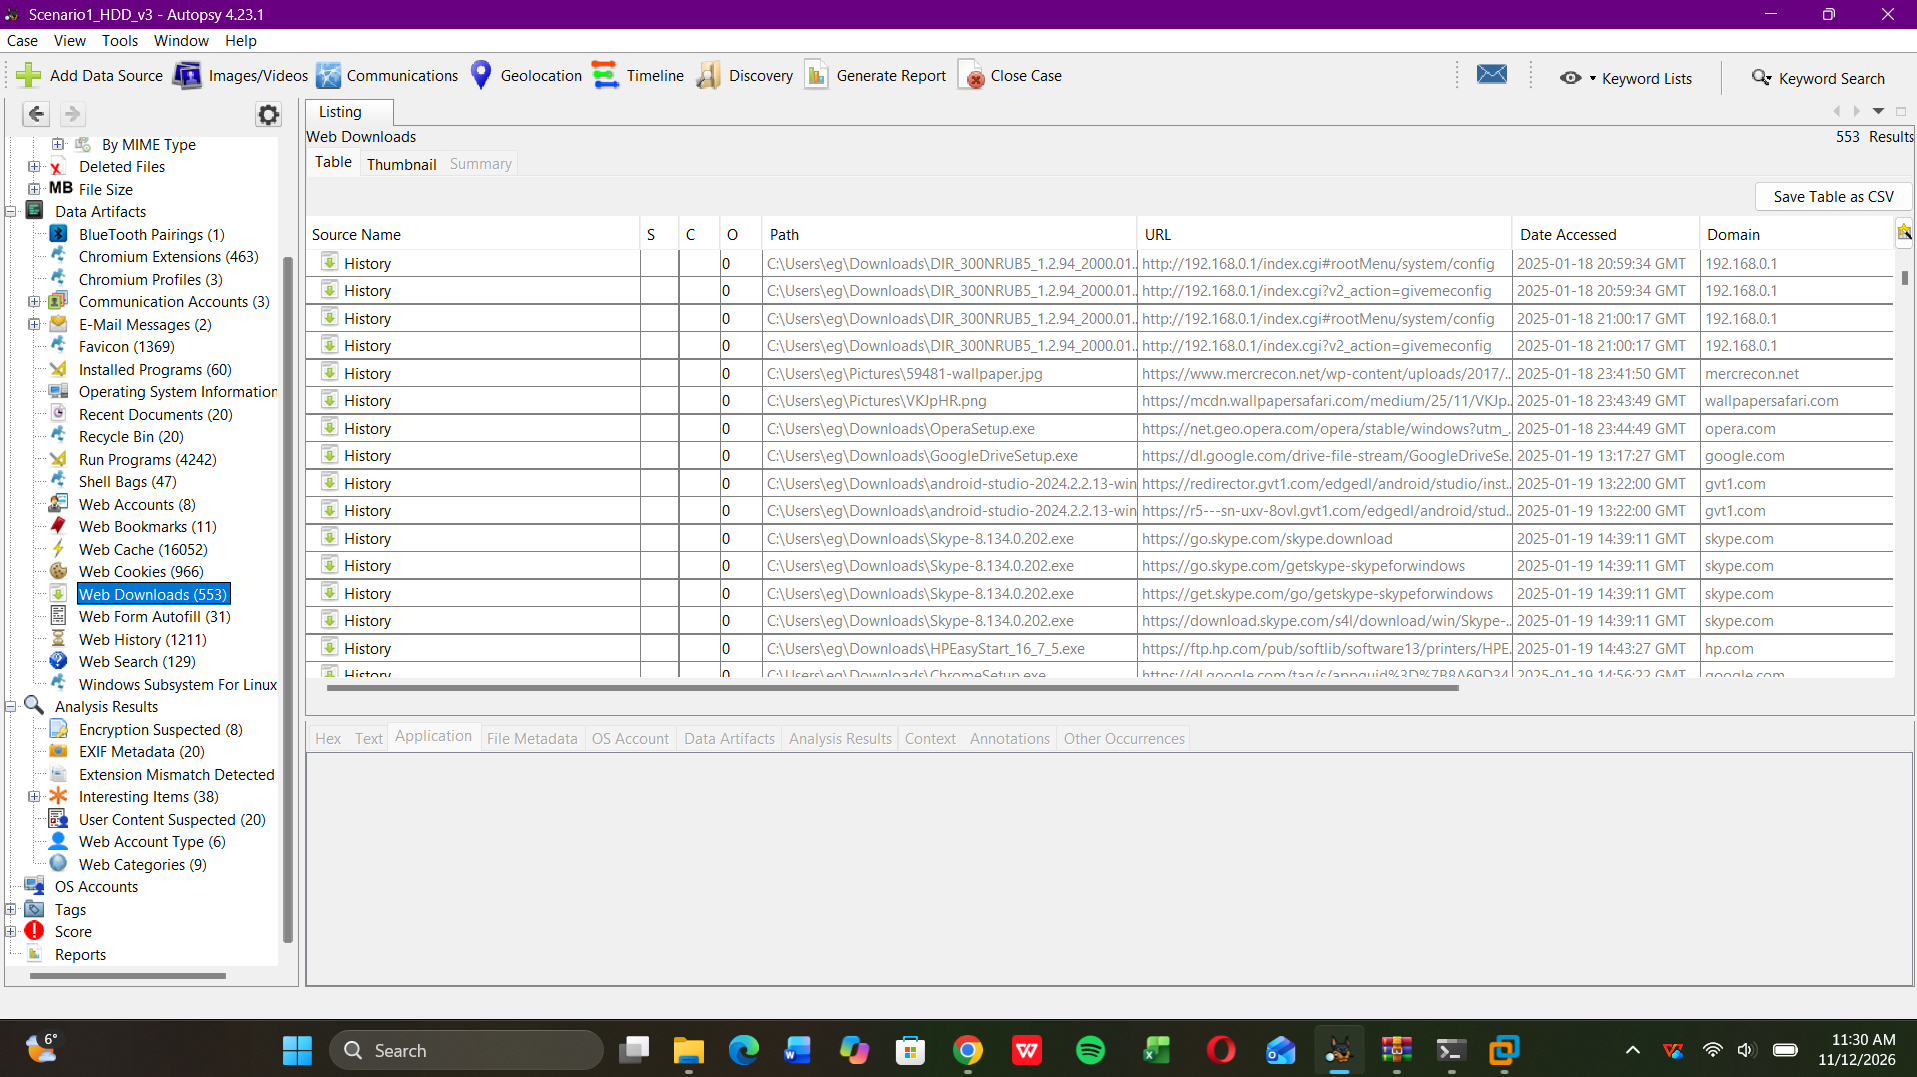 Scenario1_HDD_v3 - Autopsy 4.23.1
Case View Tools Window Help
Add Data Source Images/Videos Communications Geolocation Timeline Discovery Generate Report Close Case Keyword Lists Keyword Search
Listing
Web Downloads 553 Results
Table Thumbnail Summary
Save Table as CSV
By MIME Type
Deleted Files
MB File Size
Data Artifacts
BlueTooth Pairings (1)
Chromium Extensions (463)
Chromium Profiles (3)
Communication Accounts (3)
E-Mail Messages (2)
Favicon (1369)
Installed Programs (60)
Operating System Information
Recent Documents (20)
Recycle Bin (20)
Run Programs (4242)
Shell Bags (47)
Web Accounts (8)
Web Bookmarks (11)
Web Cache (16052)
Web Cookies (966)
Web Downloads (553)
Web Form Autofill (31)
Web History (1211)
Web Search (129)
Windows Subsystem For Linux
Analysis Results
Encryption Suspected (8)
EXIF Metadata (20)
Extension Mismatch Detected
Interesting Items (38)
User Content Suspected (20)
Web Account Type (6)
Web Categories (9)
OS Accounts
Tags
Score
Reports
Source Name S C O Path URL Date Accessed Domain
History 0 C:\Users\eg\Downloads\DIR_300NRUB5_1.2.94_2000.01... http://192.168.0.1/index.cgi#rootMenu/system/config 2025-01-18 20:59:34 GMT 192.168.0.1
History 0 C:\Users\eg\Downloads\DIR_300NRUB5_1.2.94_2000.01... http://192.168.0.1/index.cgi?v2_action=givemeconfig 2025-01-18 20:59:34 GMT 192.168.0.1
History 0 C:\Users\eg\Downloads\DIR_300NRUB5_1.2.94_2000.01... http://192.168.0.1/index.cgi#rootMenu/system/config 2025-01-18 21:00:17 GMT 192.168.0.1
History 0 C:\Users\eg\Downloads\DIR_300NRUB5_1.2.94_2000.01... http://192.168.0.1/index.cgi?v2_action=givemeconfig 2025-01-18 21:00:17 GMT 192.168.0.1
History 0 C:\Users\eg\Pictures\59481-wallpaper.jpg https://www.mercrecon.net/wp-content/uploads/2017/... 2025-01-18 23:41:50 GMT mercrecon.net
History 0 C:\Users\eg\Pictures\VKJpHR.png https://mcdn.wallpapersafari.com/medium/25/11/VKJp... 2025-01-18 23:43:49 GMT wallpapersafari.com
History 0 C:\Users\eg\Downloads\OperaSetup.exe https://net.geo.opera.com/opera/stable/windows?utm_... 2025-01-18 23:44:49 GMT opera.com
History 0 C:\Users\eg\Downloads\GoogleDriveSetup.exe https://dl.google.com/drive-file-stream/GoogleDriveSe... 2025-01-19 13:17:27 GMT google.com
History 0 C:\Users\eg\Downloads\android-studio-2024.2.2.13-win https://redirector.gvt1.com/edgedl/android/studio/inst... 2025-01-19 13:22:00 GMT gvt1.com
History 0 C:\Users\eg\Downloads\android-studio-2024.2.2.13-win https://r5---sn-uxv-8ovl.gvt1.com/edgedl/android/stud... 2025-01-19 13:22:00 GMT gvt1.com
History 0 C:\Users\eg\Downloads\Skype-8.134.0.202.exe https://go.skype.com/skype.download 2025-01-19 14:39:11 GMT skype.com
History 0 C:\Users\eg\Downloads\Skype-8.134.0.202.exe https://go.skype.com/getskype-skypeforwindows 2025-01-19 14:39:11 GMT skype.com
History 0 C:\Users\eg\Downloads\Skype-8.134.0.202.exe https://get.skype.com/go/getskype-skypeforwindows 2025-01-19 14:39:11 GMT skype.com
History 0 C:\Users\eg\Downloads\Skype-8.134.0.202.exe https://download.skype.com/s4l/download/win/Skype-... 2025-01-19 14:39:11 GMT skype.com
History 0 C:\Users\eg\Downloads\HPEasyStart_16_7_5.exe https://ftp.hp.com/pub/softlib/software13/printers/HPE... 2025-01-19 14:43:27 GMT hp.com
History 0 C:\Users\eg\Downloads\ChromeSetup.exe https://dl.google.com/tag/s/appguid%3D%7B8A69D34... 2025-01-19 14:56:22 GMT google.com
Hex Text Application File Metadata OS Account Data Artifacts Analysis Results Context Annotations Other Occurrences
6°
Search
11:30 AM
11/12/2026